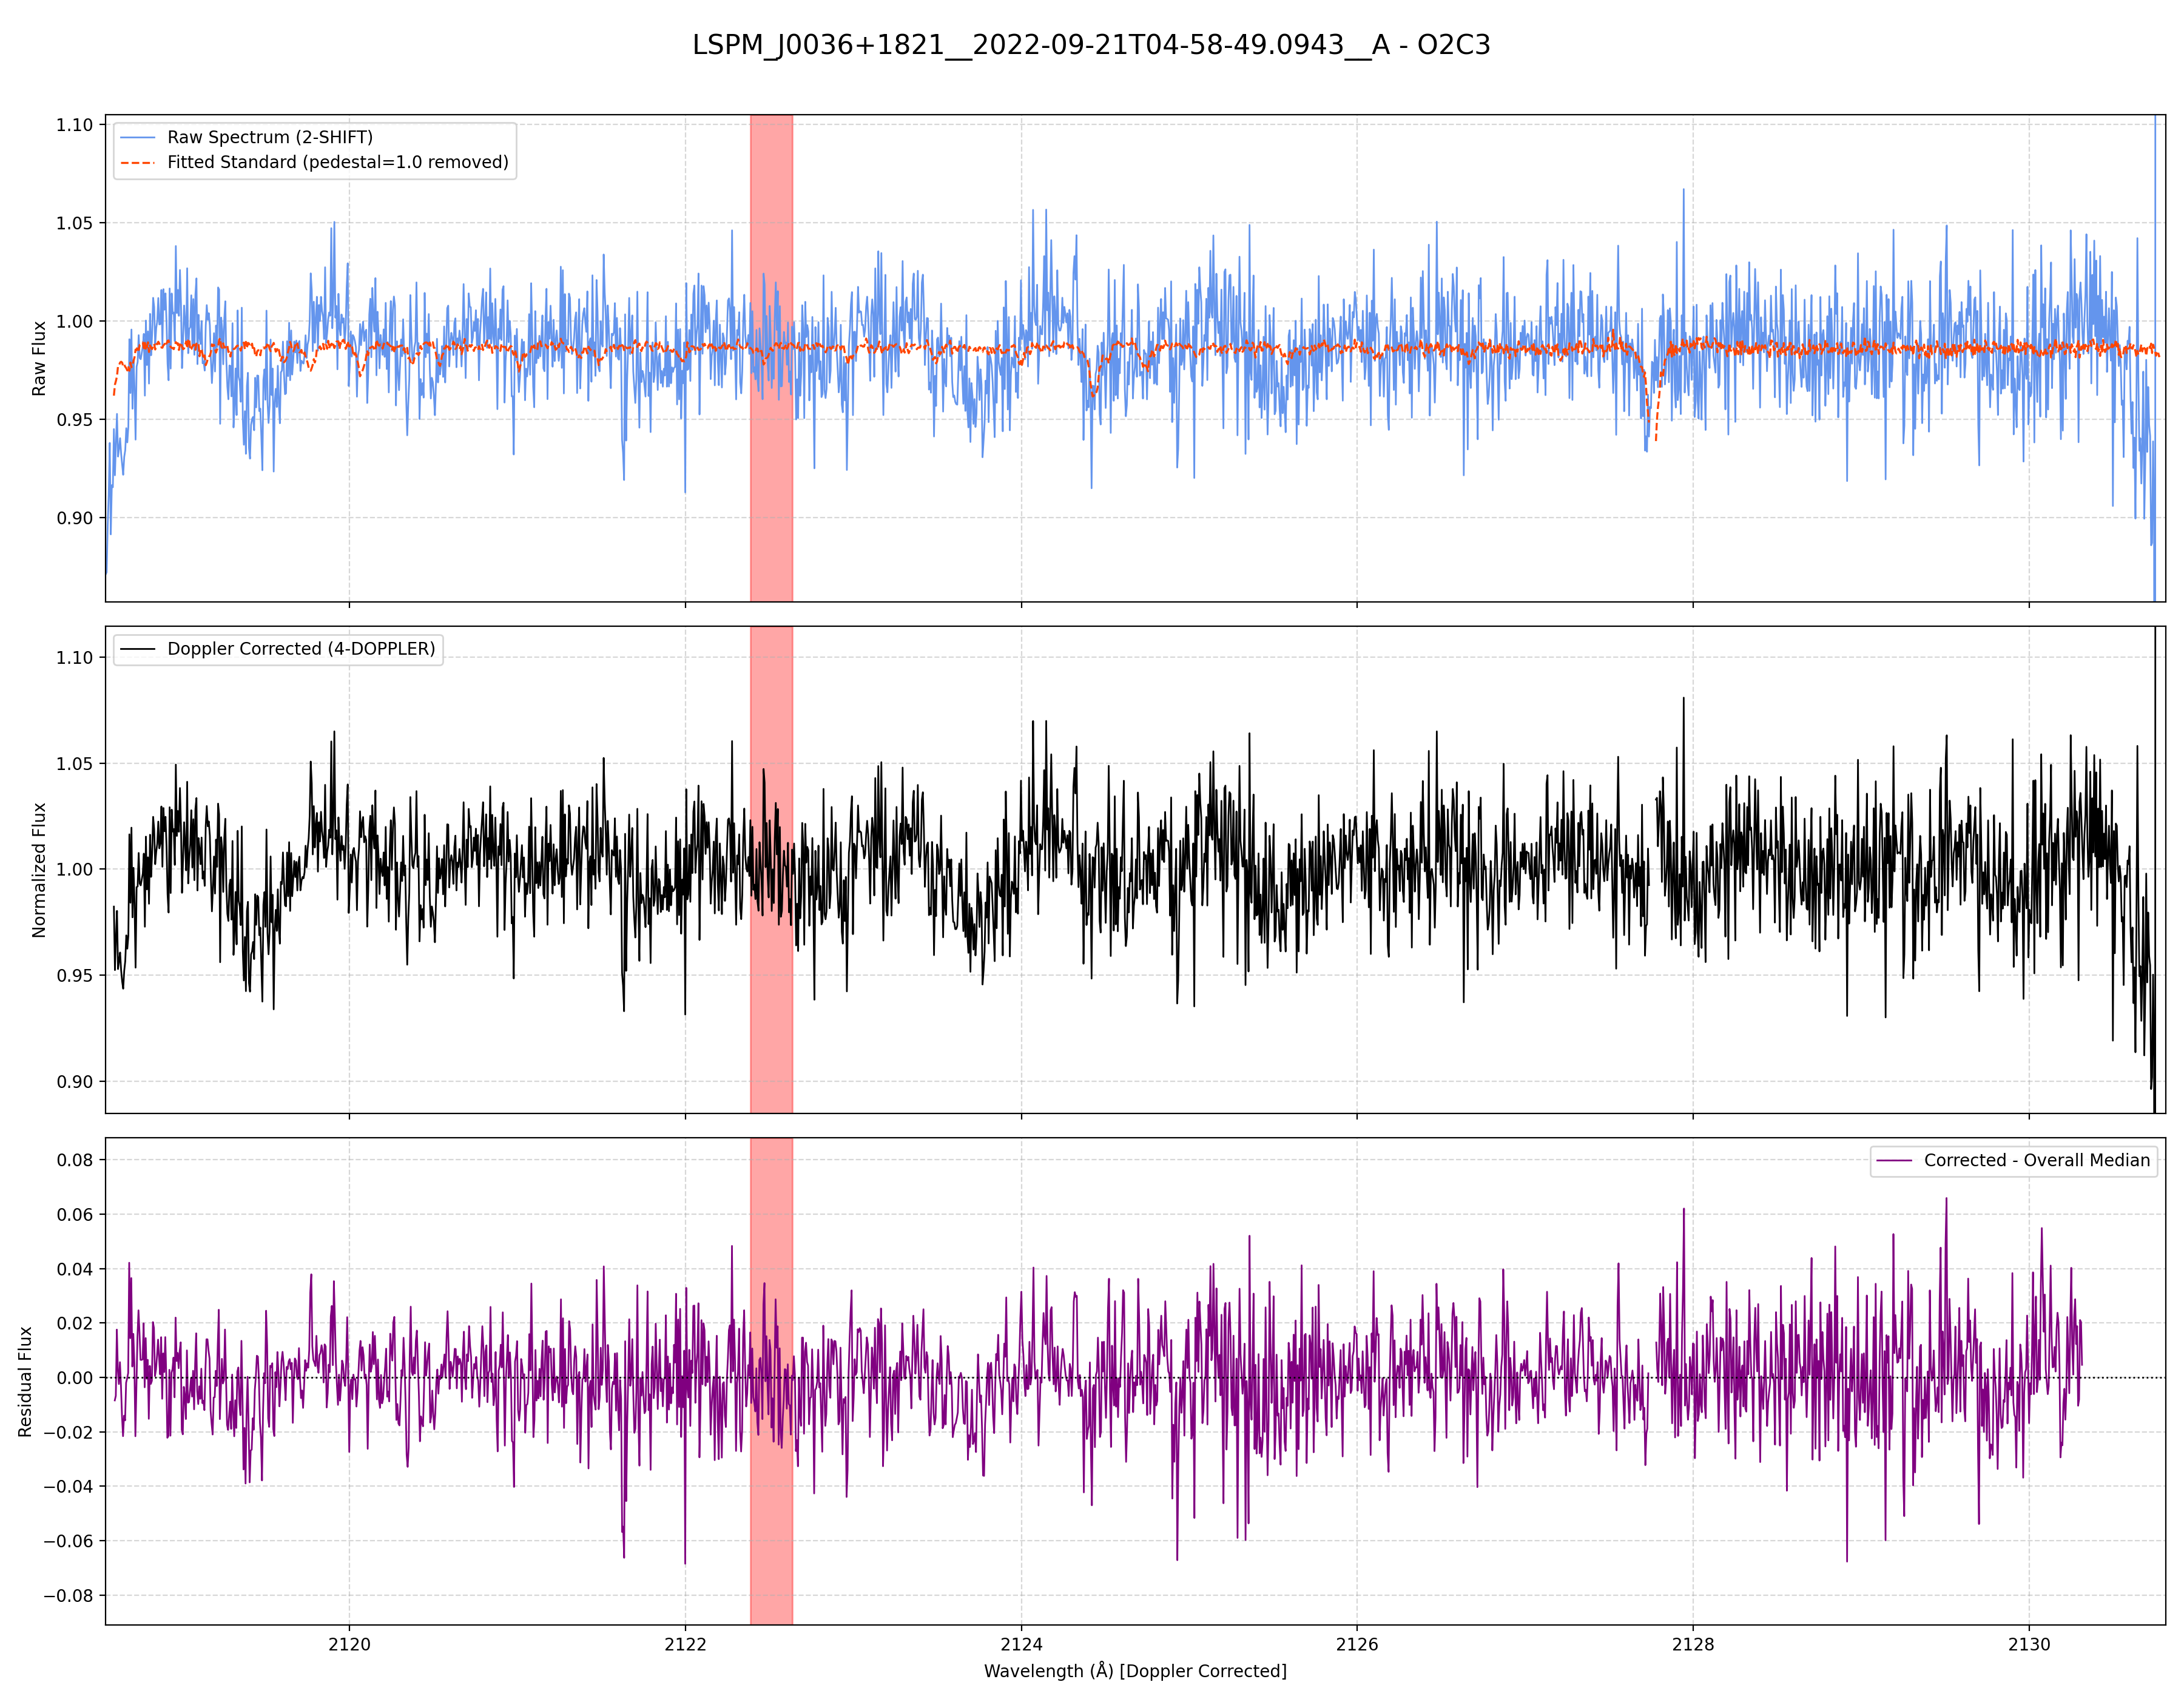 LSPM_J0036+1821__2022-09-21T04-58-49.0943__A - O2C3
Raw Spectrum (2-SHIFT)
Fitted Standard (pedestal=1.0 removed)
Raw Flux
1.10
1.05
1.00
0.95
0.90
Doppler Corrected (4-DOPPLER)
Normalized Flux
1.10
1.05
1.00
0.95
0.90
Corrected - Overall Median
Residual Flux
0.08
0.06
0.04
0.02
0.00
−0.02
−0.04
−0.06
−0.08
2120 2122 2124 2126 2128 2130
Wavelength (Å) [Doppler Corrected]